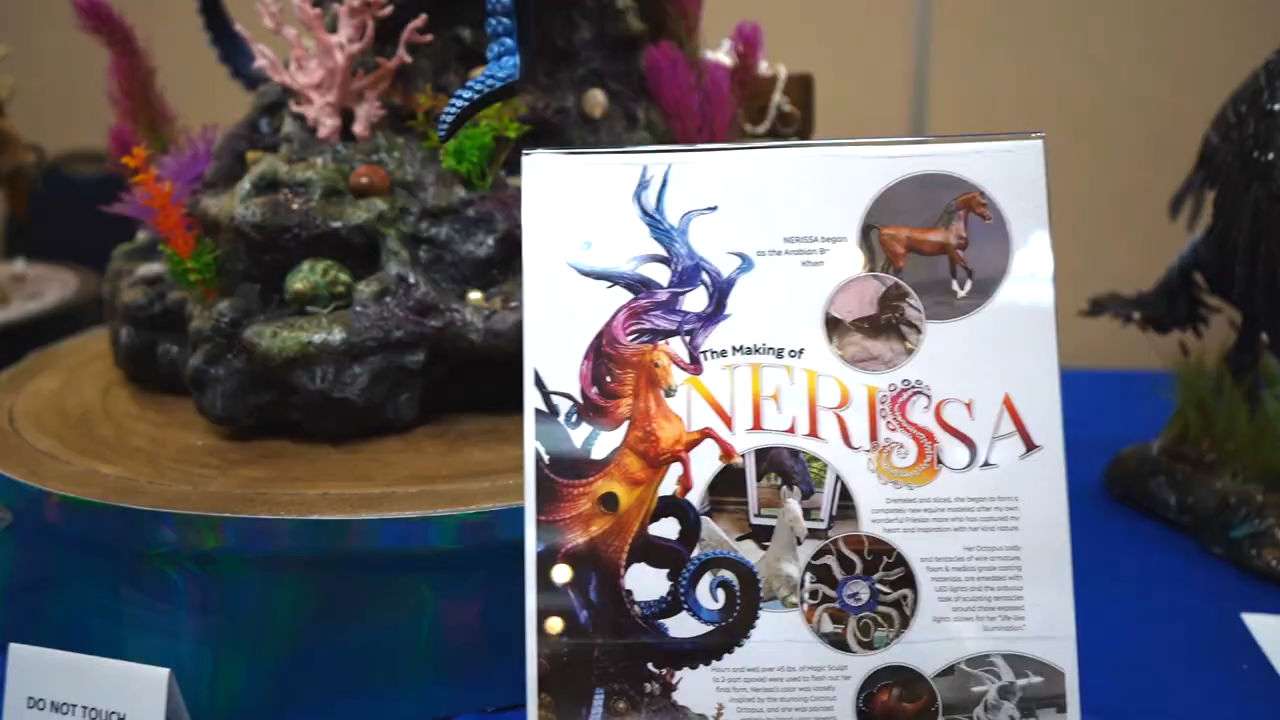 NERISSA began
as the Arabian
Khen
The Making of
NERISSA
Dremeled and sliced, she began to form a
completely new equine modeled after my own
wonderful Friesian mare who has captured my
heart and inspiration with her kind nature.
Her Octopus body
and tentacles of wire armature,
foam & medical grade casting
materials, are embedded with
LED lights and the arduous
task of sculpting tentacles
around those exposed
lights allows for her "life-like
illumination."
Hours and well over 45 lbs. of Magic Sculpt
(a 2-part epoxie) were used to flesh out her
final form. Nerissa's color was loosely
inspired by the stunning Coconut
Octopus, and she was painted
DO NOT TOUCH